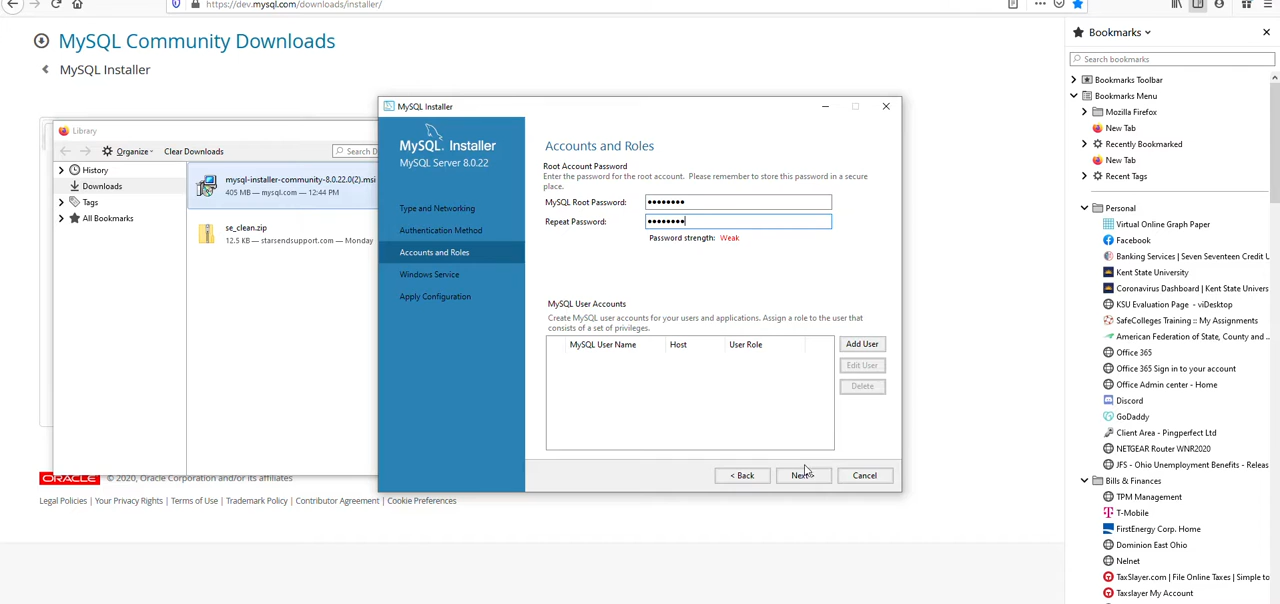 https://dev.mysql.com/downloads/installer/
MySQL Community Downloads
MySQL Installer
Library
Organize
Clear Downloads
Search D
History
Downloads
Tags
All Bookmarks
mysql-installer-community-8.0.22.0(2).msi
405 MB — mysql.com — 12:44 PM
se_clean.zip
12.5 KB — starsendsupport.com — Monday
MySQL Installer
MySQL. Installer
MySQL Server 8.0.22
Type and Networking
Authentication Method
Accounts and Roles
Windows Service
Apply Configuration
Accounts and Roles
Root Account Password
Enter the password for the root account. Please remember to store this password in a secure
place.
MySQL Root Password: ●●●●●●●●
Repeat Password: ●●●●●●●●
Password strength: Weak
MySQL User Accounts
Create MySQL user accounts for your users and applications. Assign a role to the user that
consists of a set of privileges.
MySQL User Name Host User Role
Add User
Edit User
Delete
< Back Next > Cancel
ORACLE © 2020, Oracle Corporation and/or its affiliates
Legal Policies | Your Privacy Rights | Terms of Use | Trademark Policy | Contributor Agreement | Cookie Preferences
Bookmarks
Search bookmarks
Bookmarks Toolbar
Bookmarks Menu
Mozilla Firefox
New Tab
Recently Bookmarked
New Tab
Recent Tags
Personal
Virtual Online Graph Paper
Facebook
Banking Services | Seven Seventeen Credit U
Kent State University
Coronavirus Dashboard | Kent State Univers
KSU Evaluation Page - viDesktop
SafeColleges Training :: My Assignments
American Federation of State, County and ...
Office 365
Office 365 Sign in to your account
Office Admin center - Home
Discord
GoDaddy
Client Area - Pingperfect Ltd
NETGEAR Router WNR2020
JFS - Ohio Unemployment Benefits - Releas
Bills & Finances
TPM Management
T-Mobile
FirstEnergy Corp. Home
Dominion East Ohio
Nelnet
TaxSlayer.com | File Online Taxes | Simple to
Taxslayer My Account